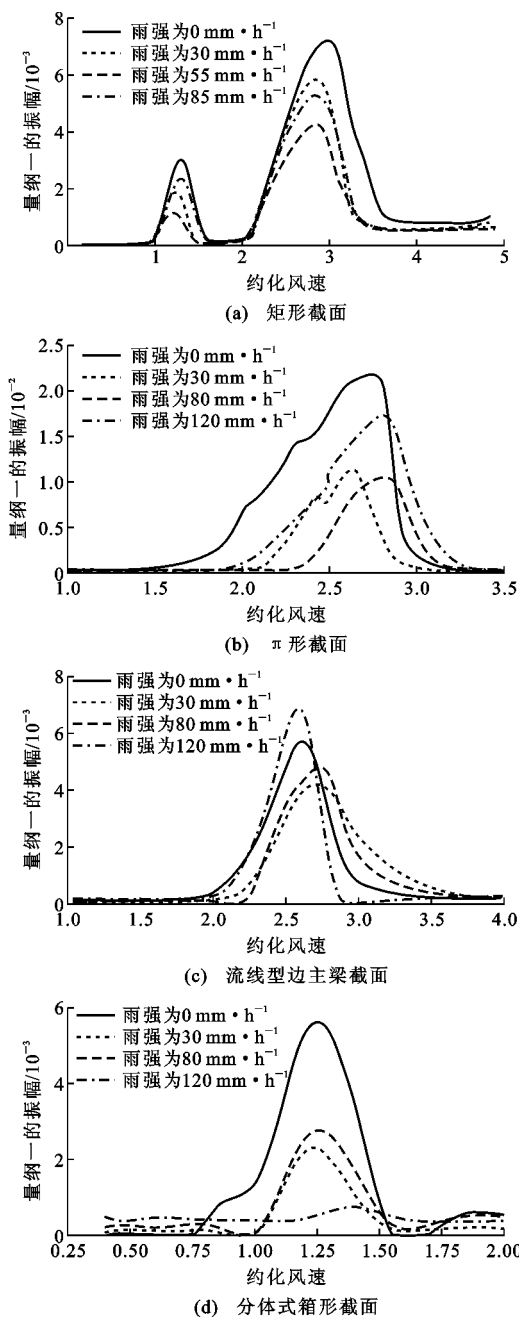 8
雨强为0 mm·h⁻¹
雨强为30 mm·h⁻¹
雨强为55 mm·h⁻¹
雨强为85 mm·h⁻¹
6
4
2
0
量纲一的振幅/10⁻³
1 2 3 4 5
约化风速
(a) 矩形截面
2.5
雨强为0 mm·h⁻¹
雨强为30 mm·h⁻¹
雨强为80 mm·h⁻¹
雨强为120 mm·h⁻¹
2.0
1.5
1.0
0.5
0
量纲一的振幅/10⁻²
1.0 1.5 2.0 2.5 3.0 3.5
约化风速
(b) π形截面
8
雨强为0 mm·h⁻¹
雨强为30 mm·h⁻¹
雨强为80 mm·h⁻¹
雨强为120 mm·h⁻¹
6
4
2
0
量纲一的振幅/10⁻³
1.0 1.5 2.0 2.5 3.0 3.5 4.0
约化风速
(c) 流线型边主梁截面
6
雨强为0 mm·h⁻¹
雨强为30 mm·h⁻¹
雨强为80 mm·h⁻¹
雨强为120 mm·h⁻¹
4
2
0
量纲一的振幅/10⁻³
0.25 0.50 0.75 1.00 1.25 1.50 1.75 2.00
约化风速
(d) 分体式箱形截面